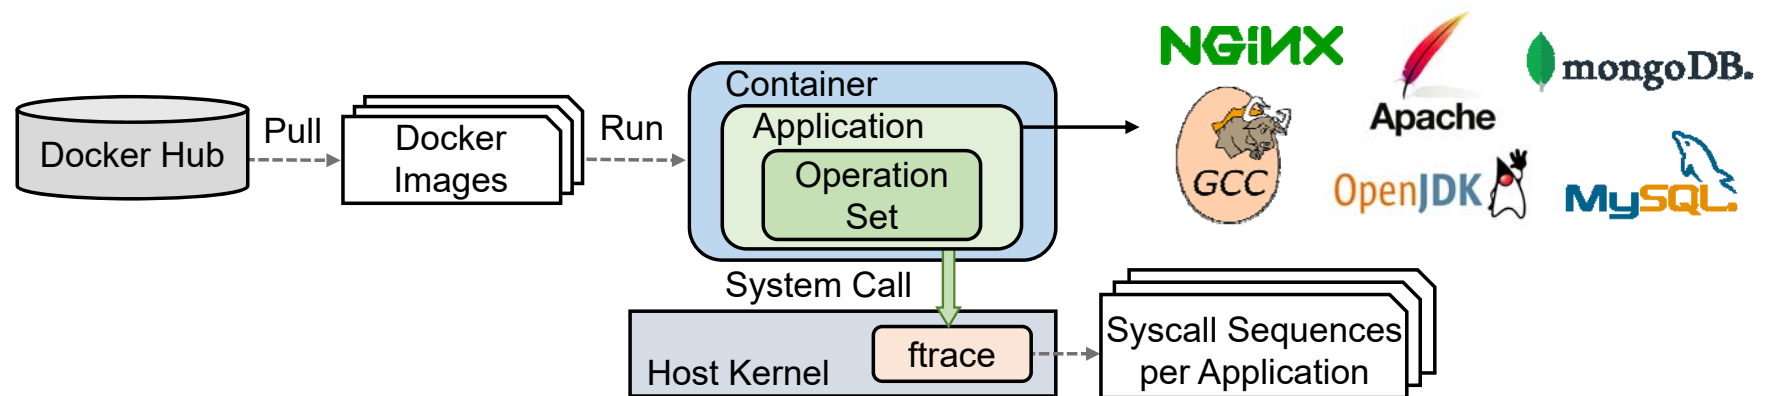 Docker Hub
Pull
Docker
Images
Run
Container
Application
Operation
Set
System Call
Host Kernel
ftrace
Syscall Sequences
per Application
NGiNX
Apache
mongoDB.
GCC
OpenJDK
MySQL.